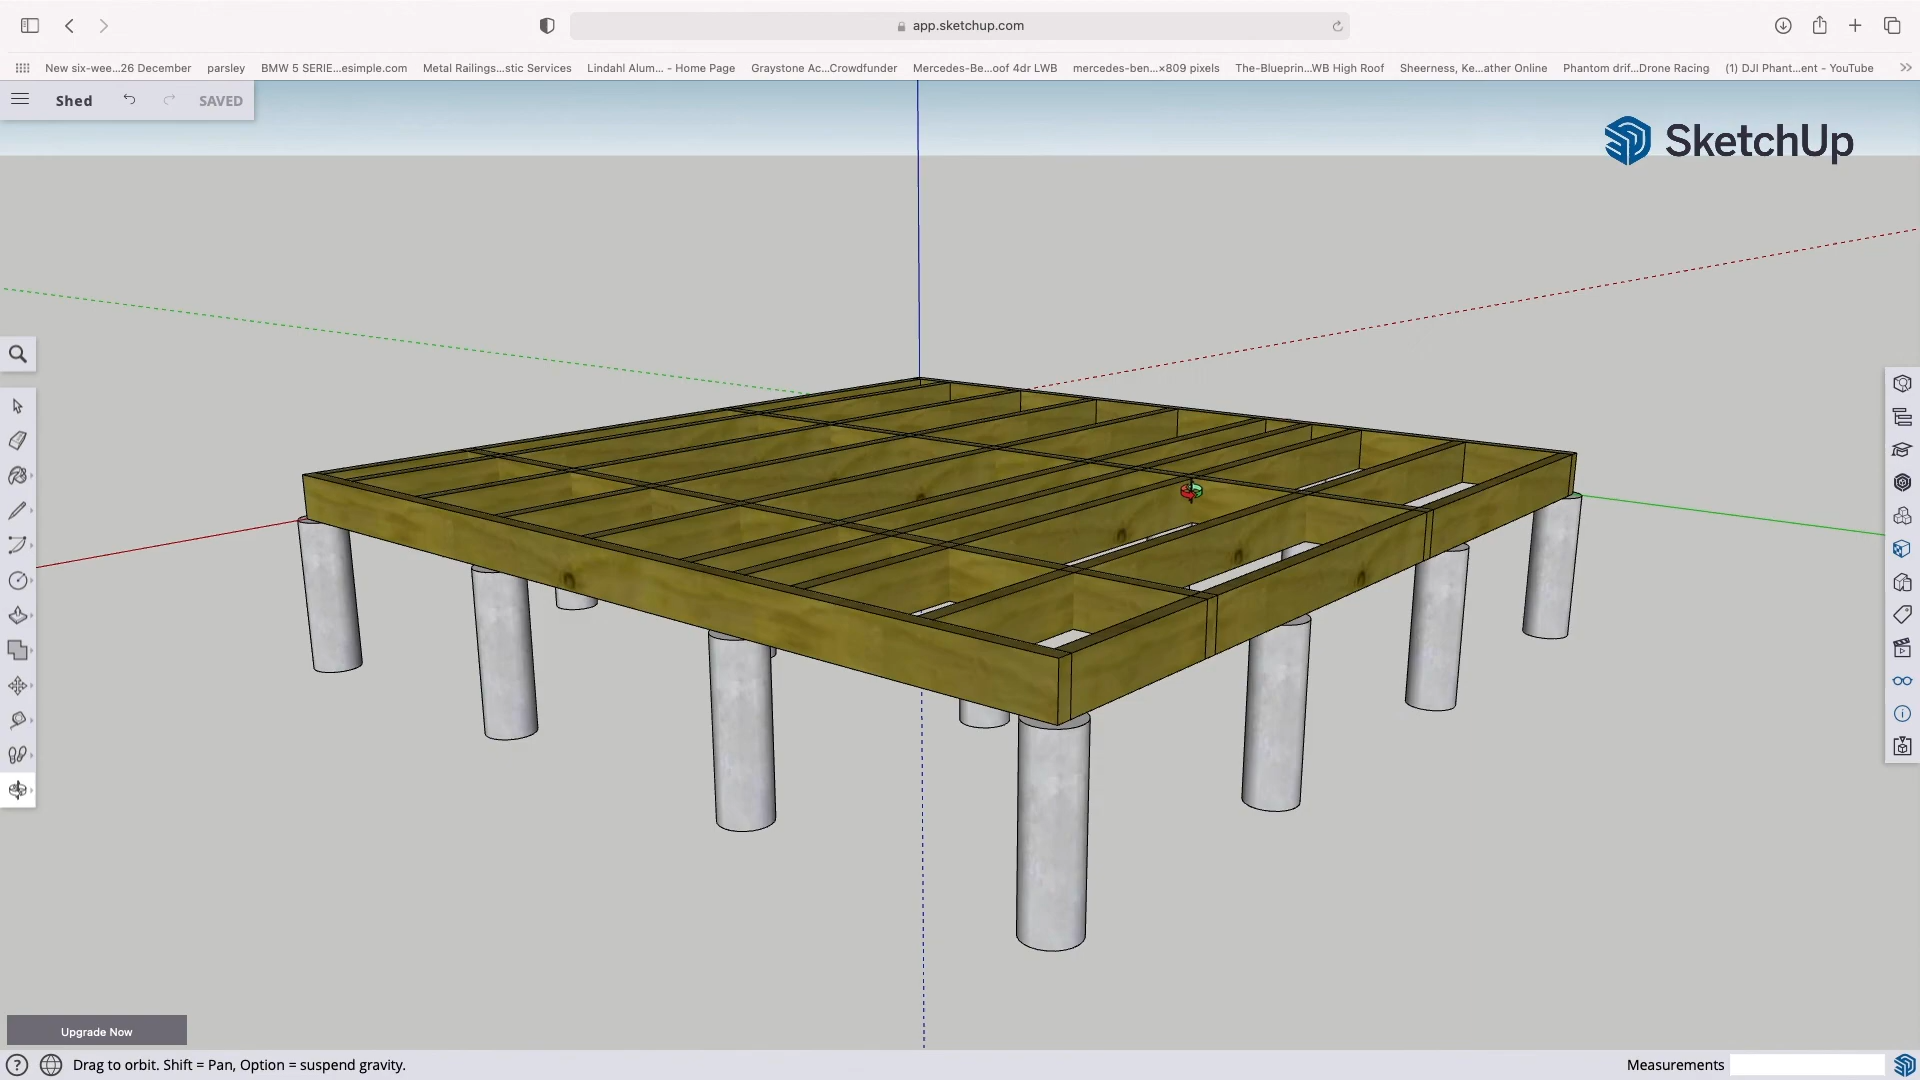 app.sketchup.com
New six-wee...26 December
parsley
BMW 5 SERIE...esimple.com
Metal Railings...stic Services
Lindahl Alum... - Home Page
Graystone Ac...Crowdfunder
Mercedes-Be...oof 4dr LWB
mercedes-ben...×809 pixels
The-Blueprin...WB High Roof
Sheerness, Ke...ather Online
Phantom drif...Drone Racing
(1) DJI Phant...ent - YouTube
Shed
SAVED
SketchUp
Upgrade Now
Drag to orbit. Shift = Pan, Option = suspend gravity.
Measurements